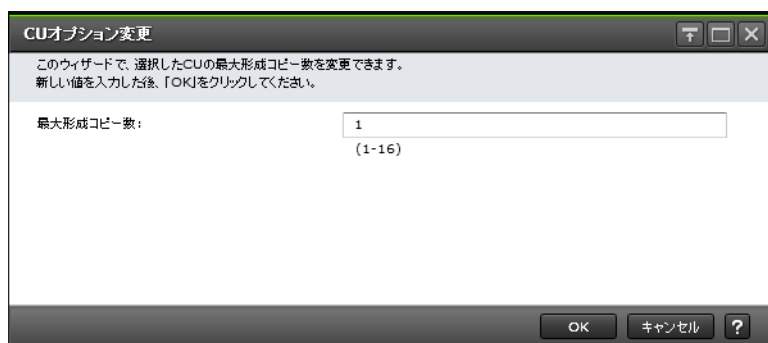 CUオプション変更
このウィザードで、選択したCUの最大形成コピー数を変更できます。
新しい値を入力した後、「OK」をクリックしてください。
最大形成コピー数:
1
(1-16)
OK キャンセル ?